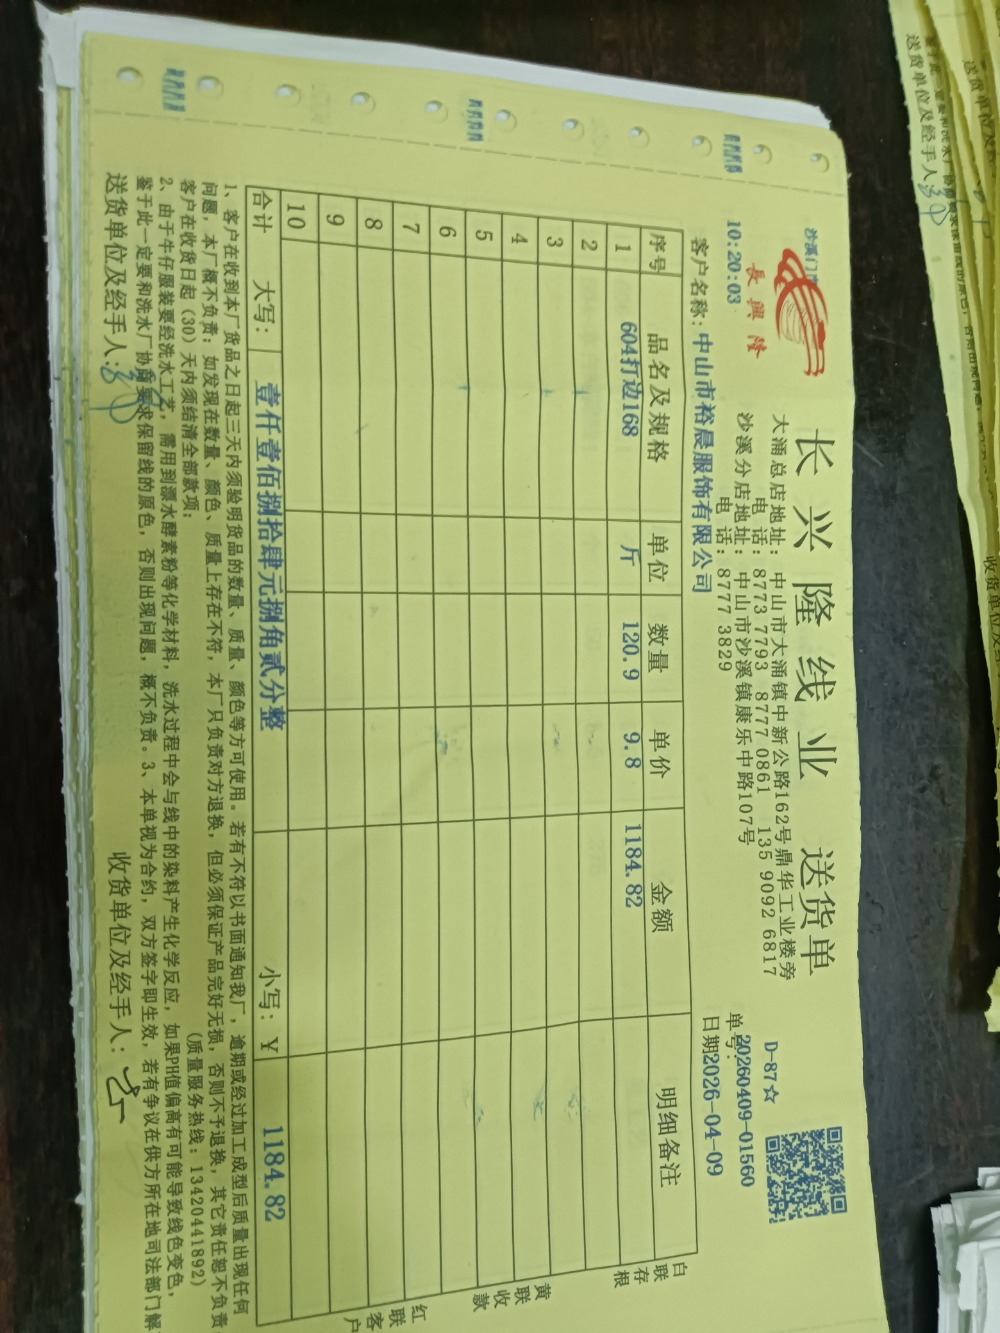 沙溪门市
長興隆
10:20:03
长兴隆线业 送货单
大涌总店地址: 中山市大涌镇中新公路162号鼎华工业楼旁
电 话: 8773 7793 8777 0861 135 9092 6817
沙溪分店地址: 中山市沙溪镇康乐中路107号
电 话: 8777 3829
D-87☆
单号: 20260409-01560
日期2026-04-09
客户名称: 中山市裕晨服饰有限公司
序号 品名及规格 单位 数量 单价 金额 明细备注
1 604打边168 斤 120.9 9.8 1184.82
2
3
4
5
6
7
8
9
10
合计 大写: 壹仟壹佰捌拾肆元捌角贰分整 小写: ¥ 1184.82
白联存根
黄联收款
红联客户
1、客户在收到本厂货品之日起三天内须验明货品的数量、质量、颜色等方可使用。若有不符以书面通知我厂, 逾期或经过加工成型后质量出现任何
问题, 本厂概不负责; 如发现在数量、颜色、质量上存在不符, 本厂只负责对方退换, 但必须保证产品完好无损, 否则不予退换, 其它责任恕不负责
客户在收货日起(30)天内须结清全部款项; (质量服务热线: 13420441892)
2、由于牛仔服装要经洗水工艺, 需用到漂水酵素粉等化学材料, 洗水过程中会与线中的染料产生化学反应, 如果PH值偏高有可能导致线色变色,
鉴于此一定要和洗水厂协商要求保留线的原色, 否则出现问题, 概不负责。3、本单视为合约, 双方签字即生效, 若有争议在供方所在地司法部门解
送货单位及经手人: 收货单位及经手人:
送货单位及经手人